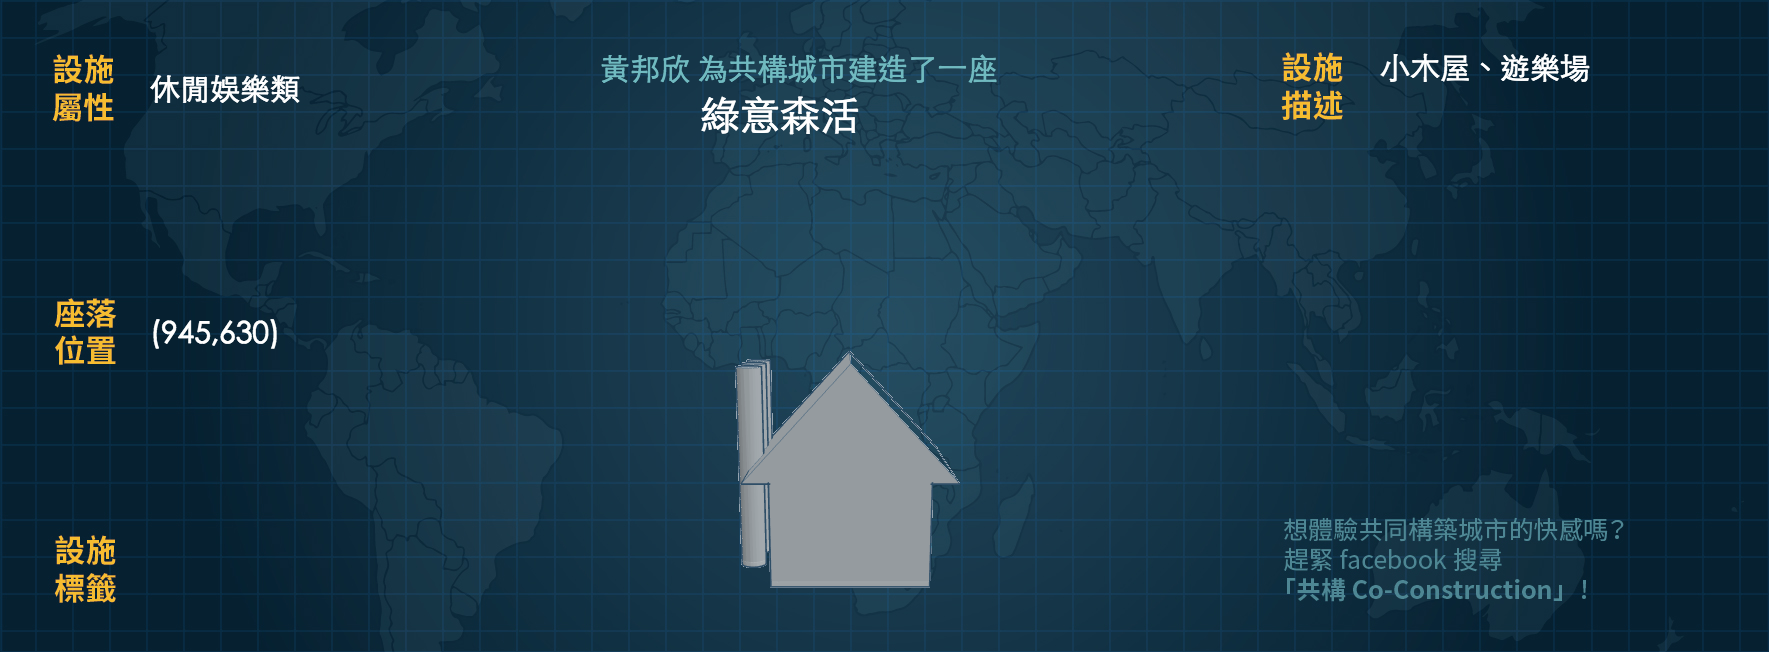 設施
屬性
休閒娛樂類
黃邦欣 為共構城市建造了一座
綠意森活
設施
描述
小木屋、遊樂場
座落
位置
(945,630)
設施
標籤
想體驗共同構築城市的快感嗎?
趕緊 facebook 搜尋
「共構 Co-Construction」!